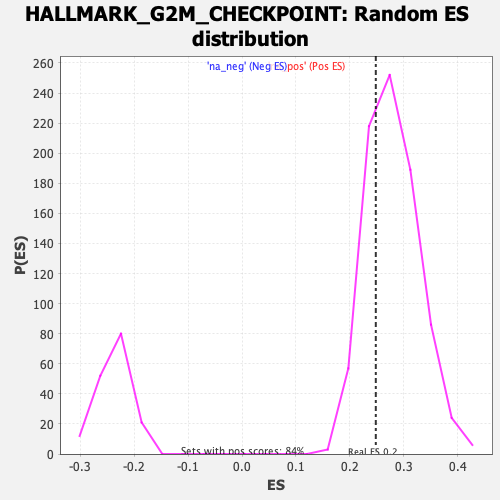 HALLMARK_G2M_CHECKPOINT: Random ES
distribution
'na_neg' (Neg ES)
pos' (Pos ES)
P(ES)
260
240
220
200
180
160
140
120
100
80
60
40
20
0
Sets with pos scores: 84%
Real ES 0.2
-0.3 -0.2 -0.1 0.0 0.1 0.2 0.3 0.4
ES